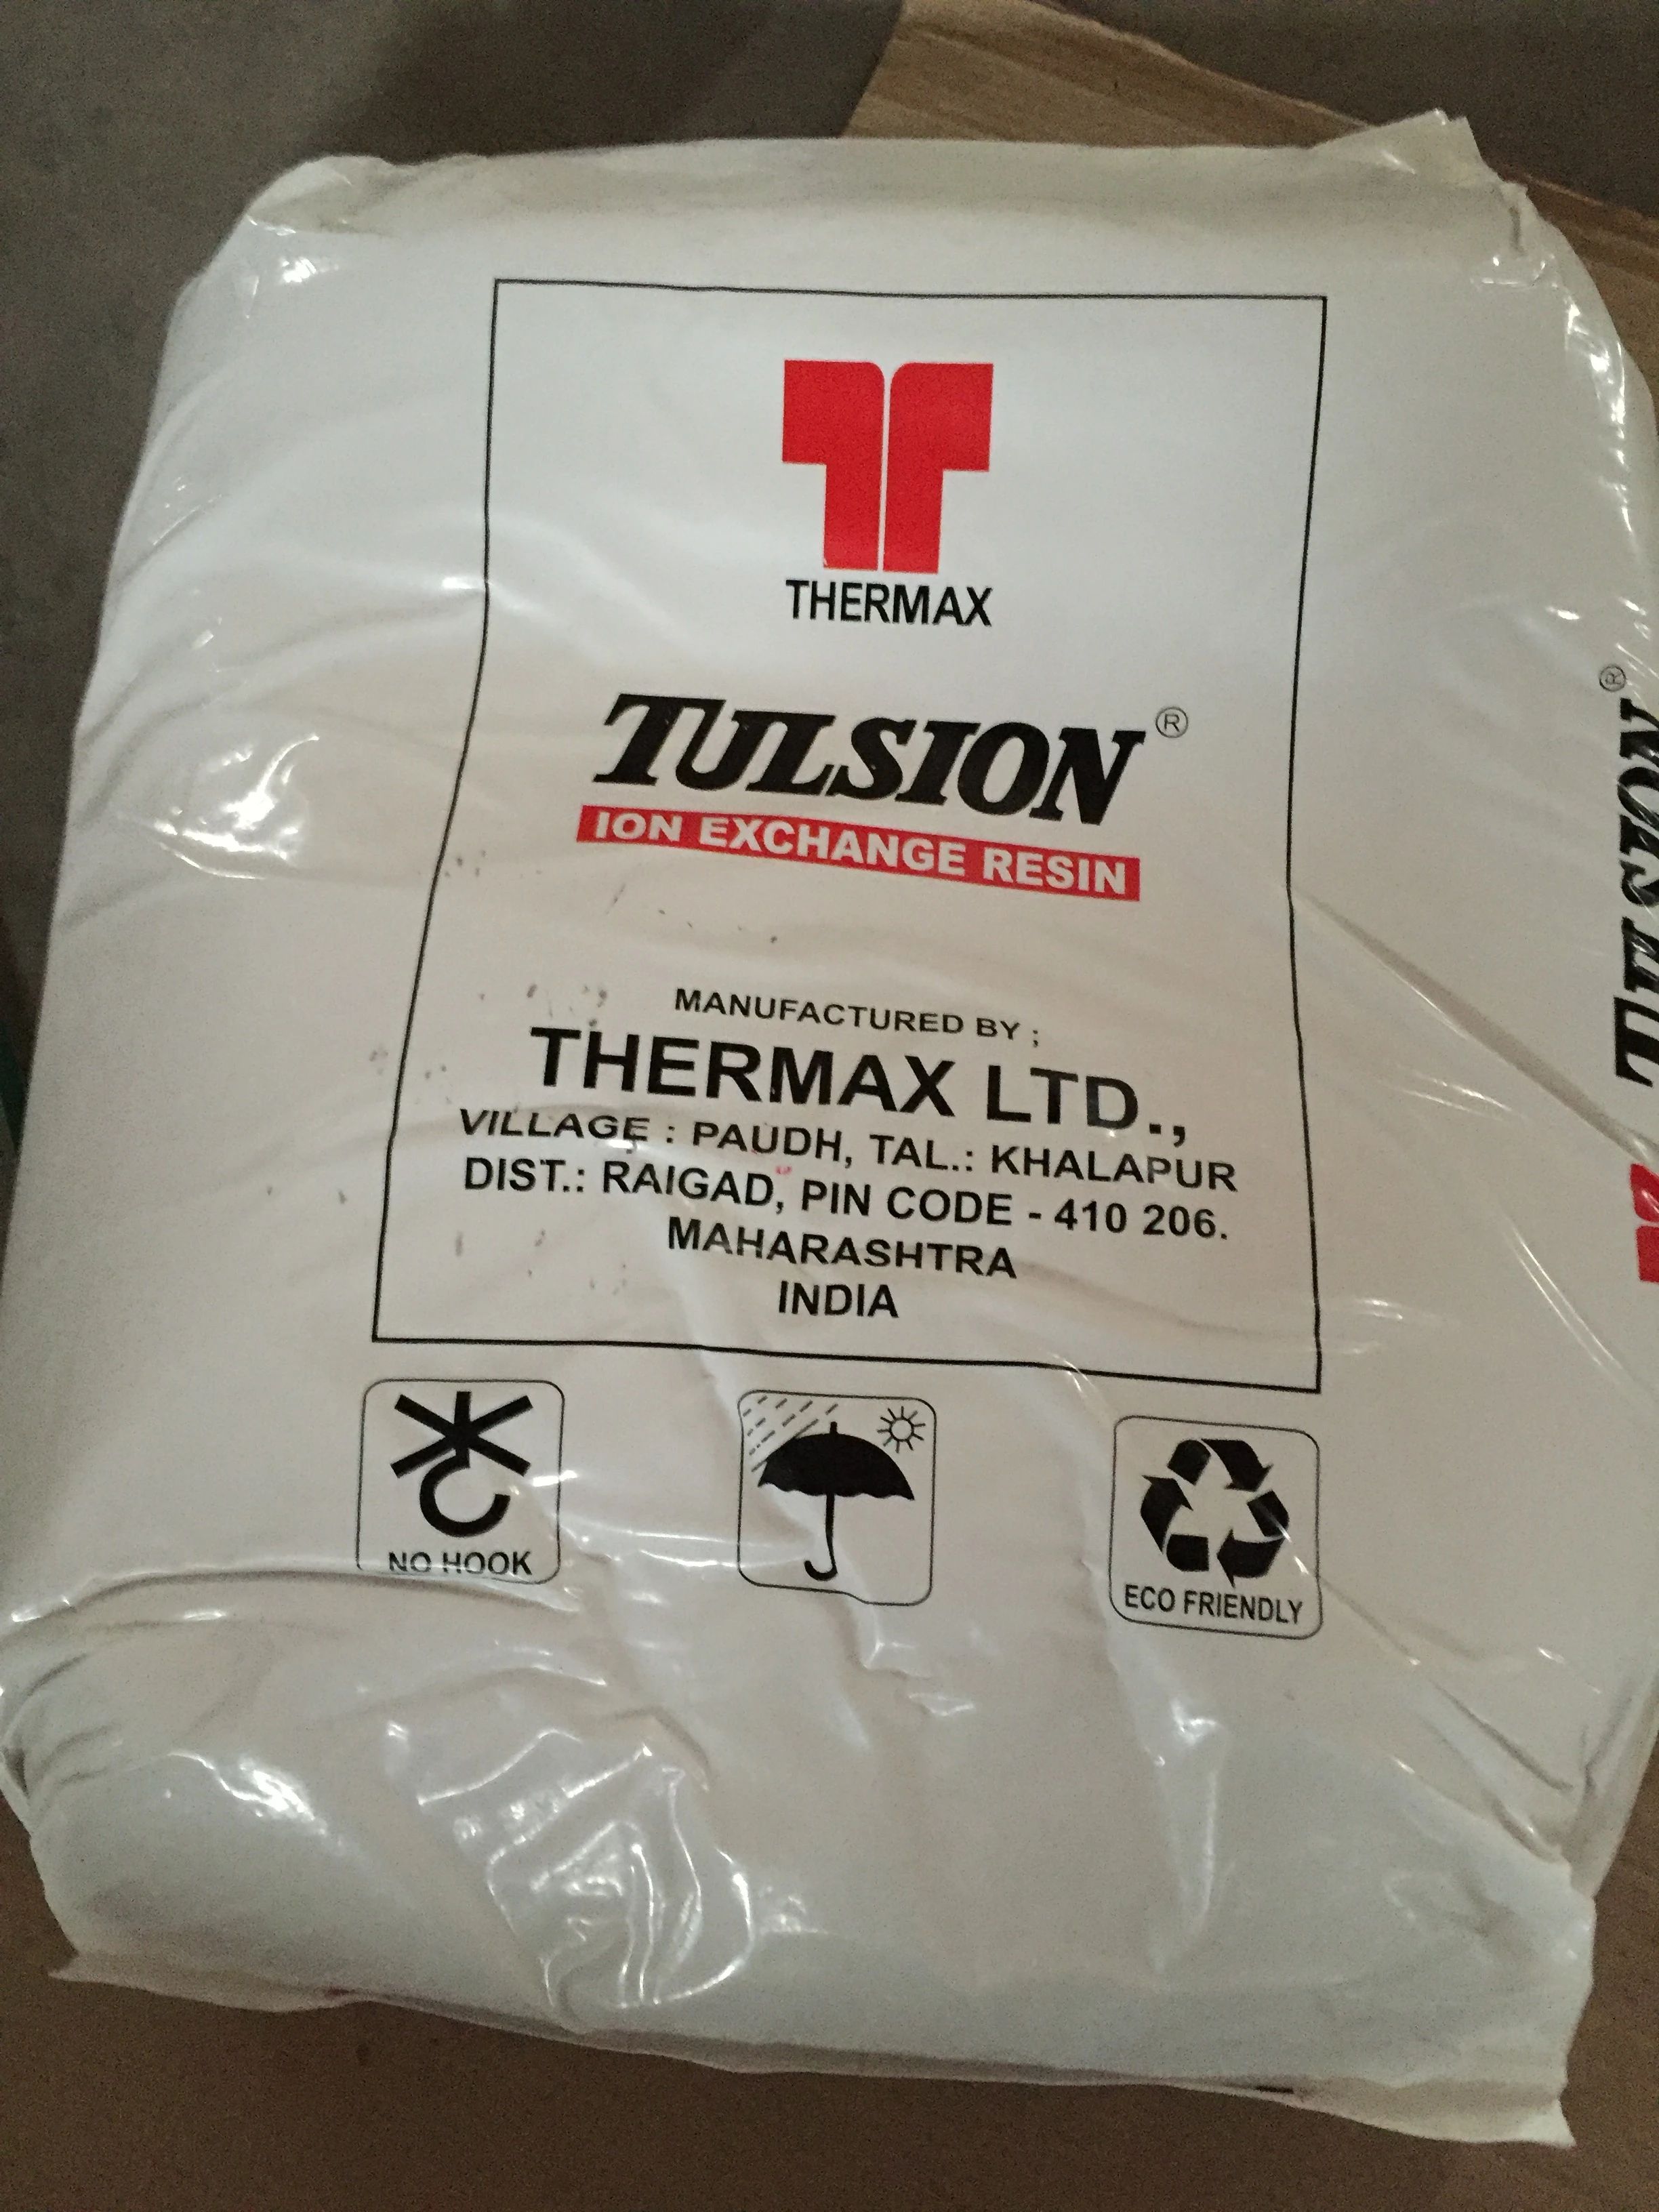 THERMAX
TULSION®
ION EXCHANGE RESIN
MANUFACTURED BY ;
THERMAX LTD.,
VILLAGE : PAUDH, TAL.: KHALAPUR
DIST.: RAIGAD, PIN CODE - 410 206.
MAHARASHTRA
INDIA
NO HOOK
ECO FRIENDLY
TULSION®